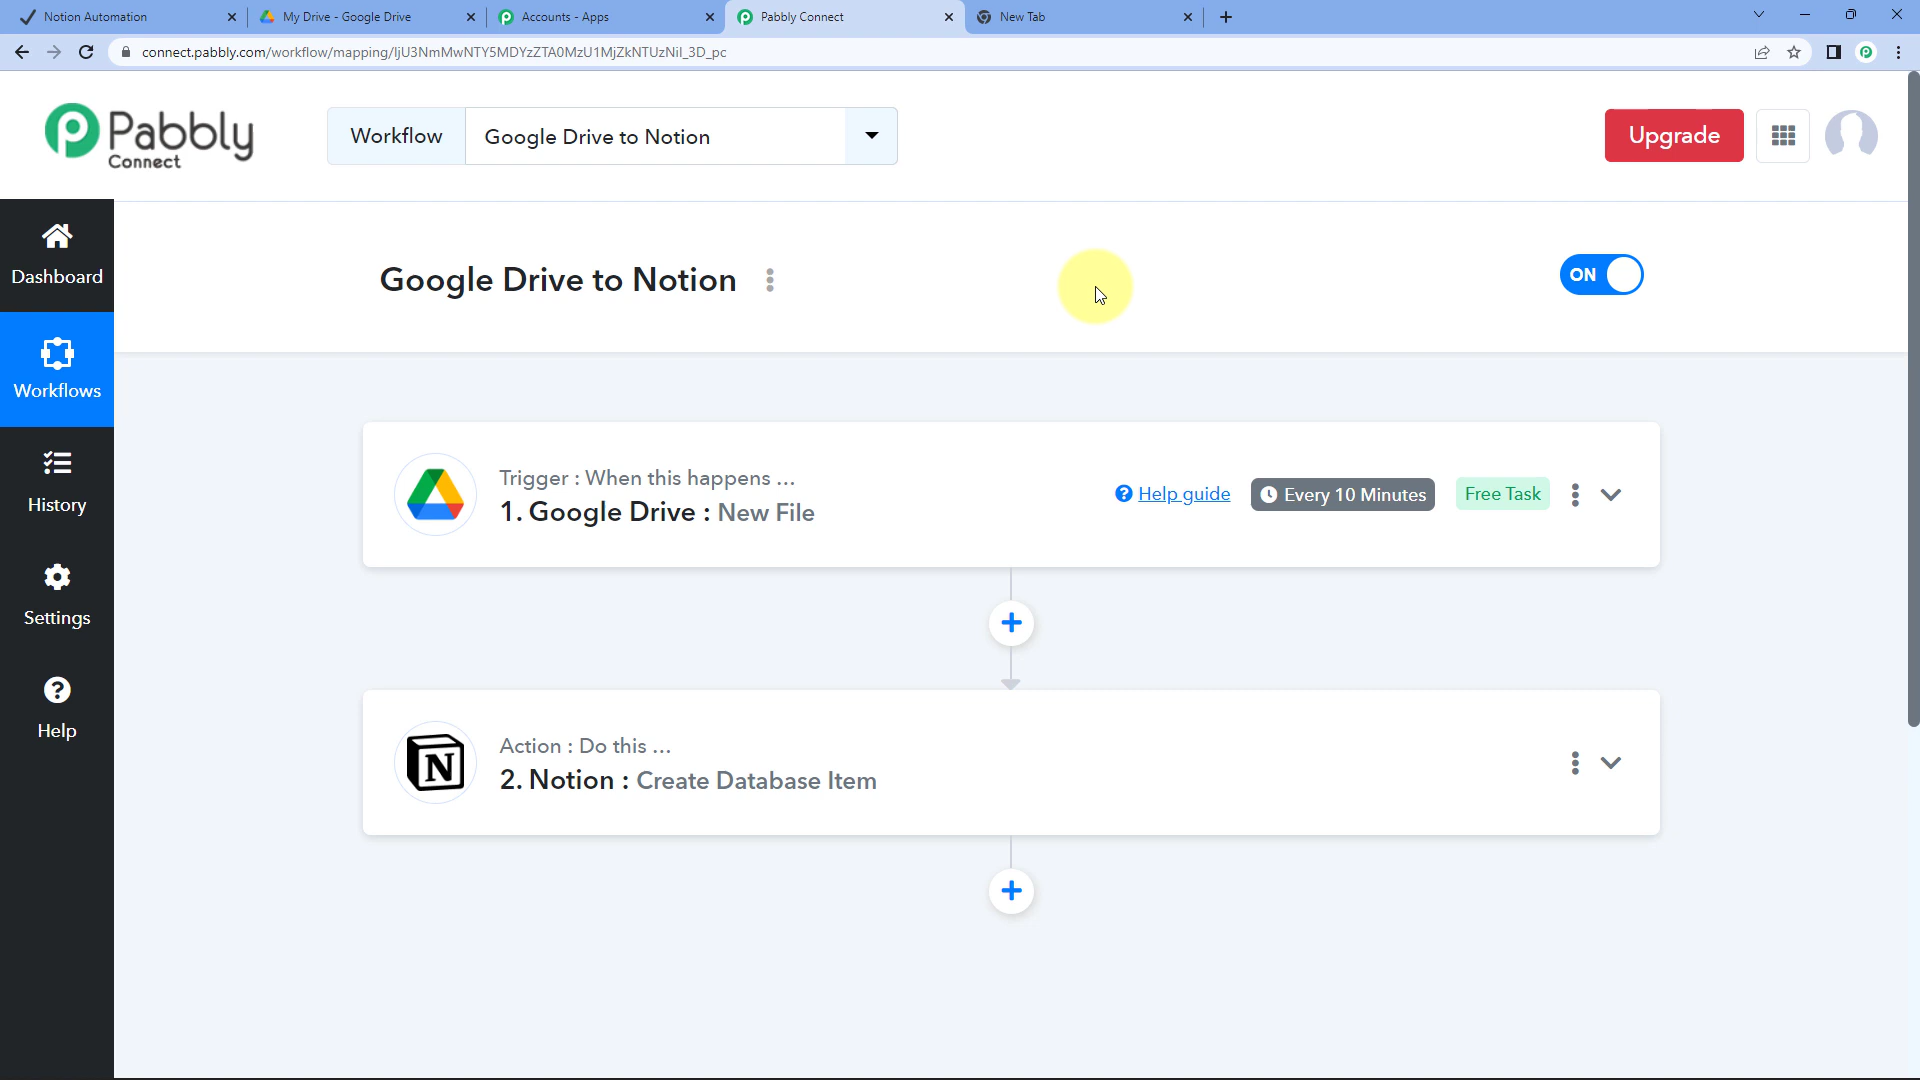 Notion Automation
My Drive - Google Drive
Accounts - Apps
Pabbly Connect
New Tab
connect.pabbly.com/workflow/mapping/IjU3NmMwNTY5MDYzZTA0MzU1MjZkNTUzNiI_3D_pc
Pabbly
Connect
Workflow
Google Drive to Notion
Upgrade
Dashboard
Workflows
History
Settings
Help
Google Drive to Notion
ON
Trigger : When this happens ...
1. Google Drive : New File
Help guide
Every 10 Minutes
Free Task
Action : Do this ...
2. Notion : Create Database Item